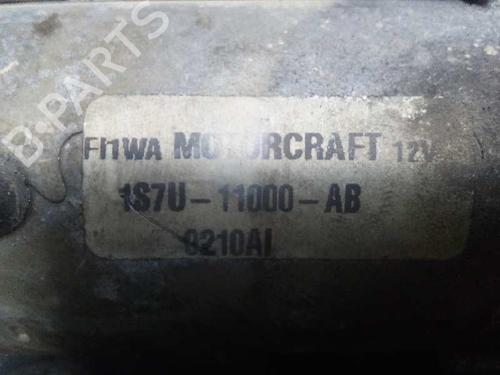 B-PARTS
FI1WA MOTORCRAFT 12V
1S7U-11000-AB
0210AI